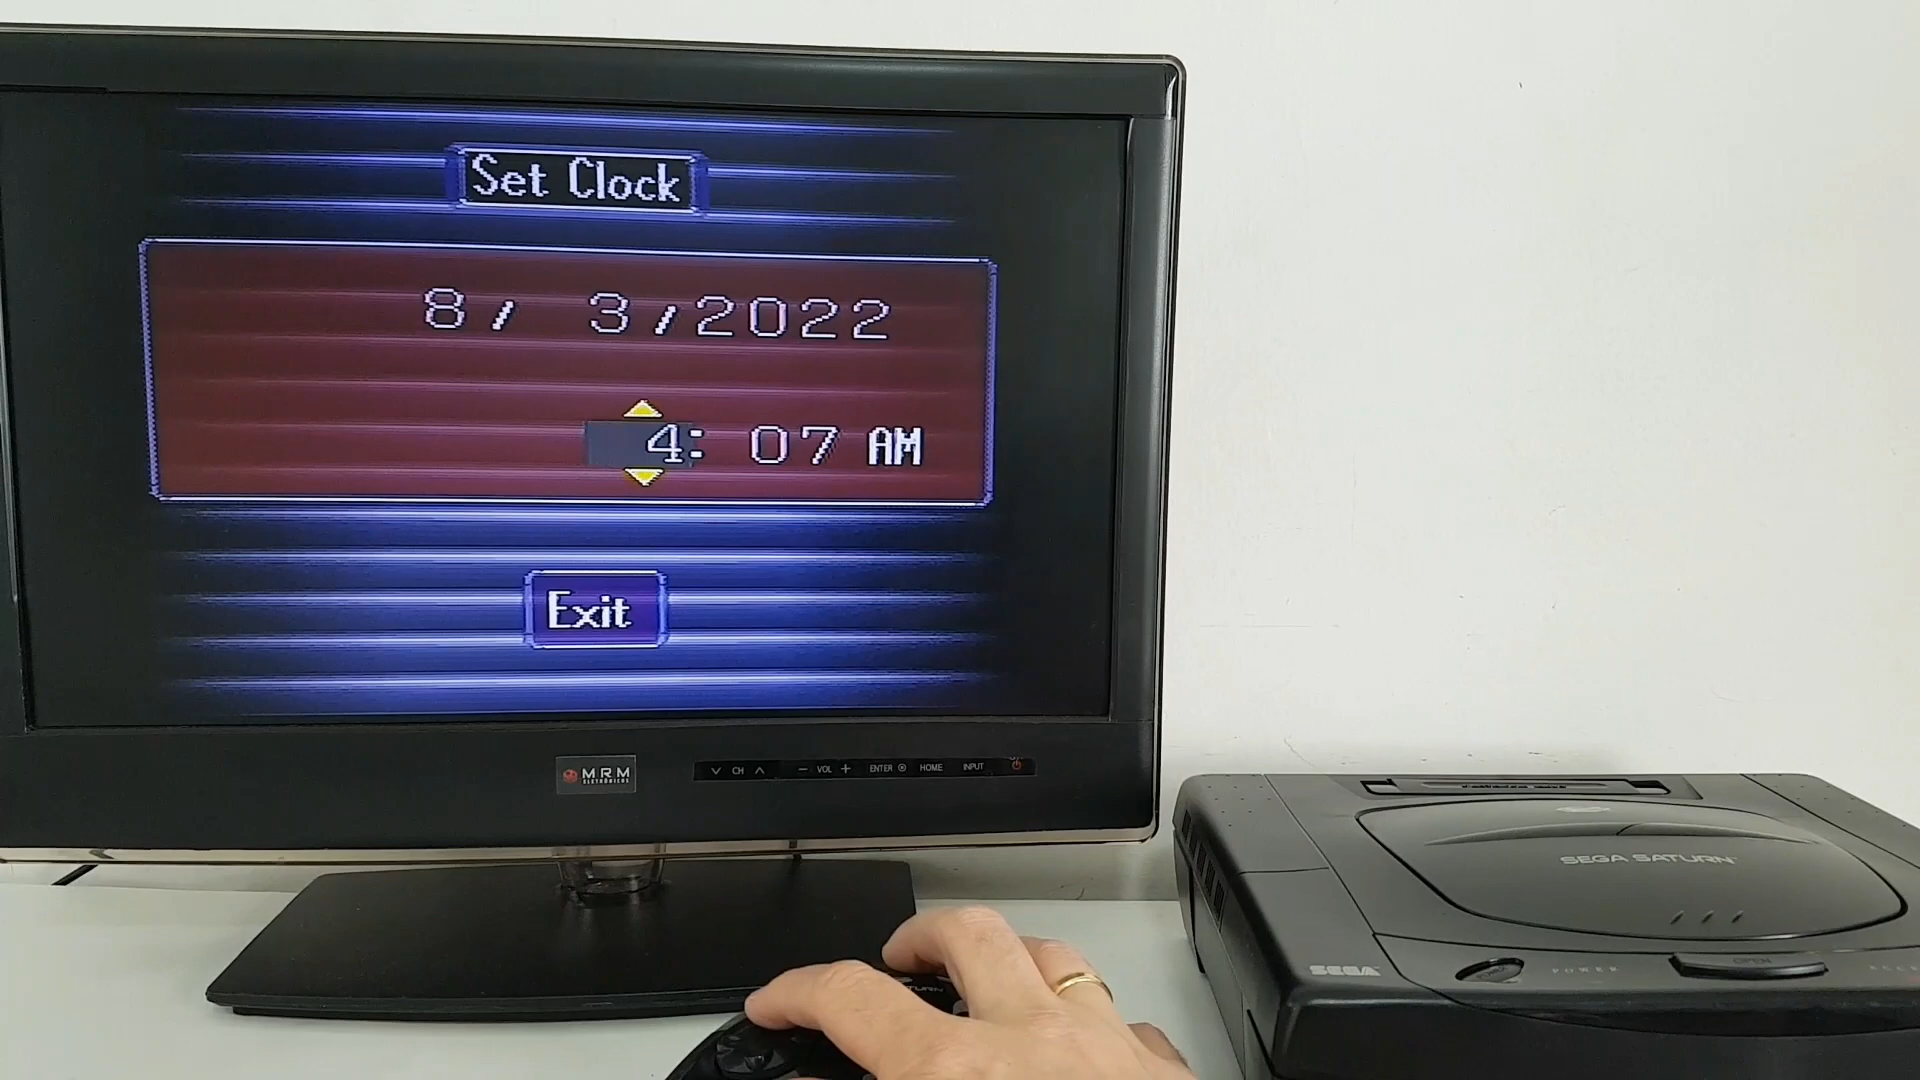 Set Clock
8/ 3/2022
4: 07 AM
Exit
MRM
ELETRÔNICOS
CH
− VOL +
ENTER
HOME
INPUT
SEGA SATURN
SEGA
POWER
OPEN